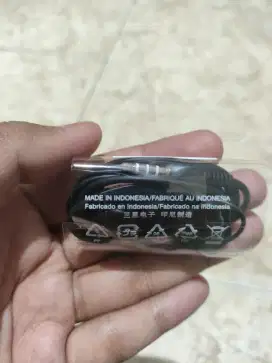 MADE IN INDONESIA/FABRIQUÉ AU INDONESIA
Fabricado en Indonesia/Fabricado na Indonésia
三星电子 印尼制造